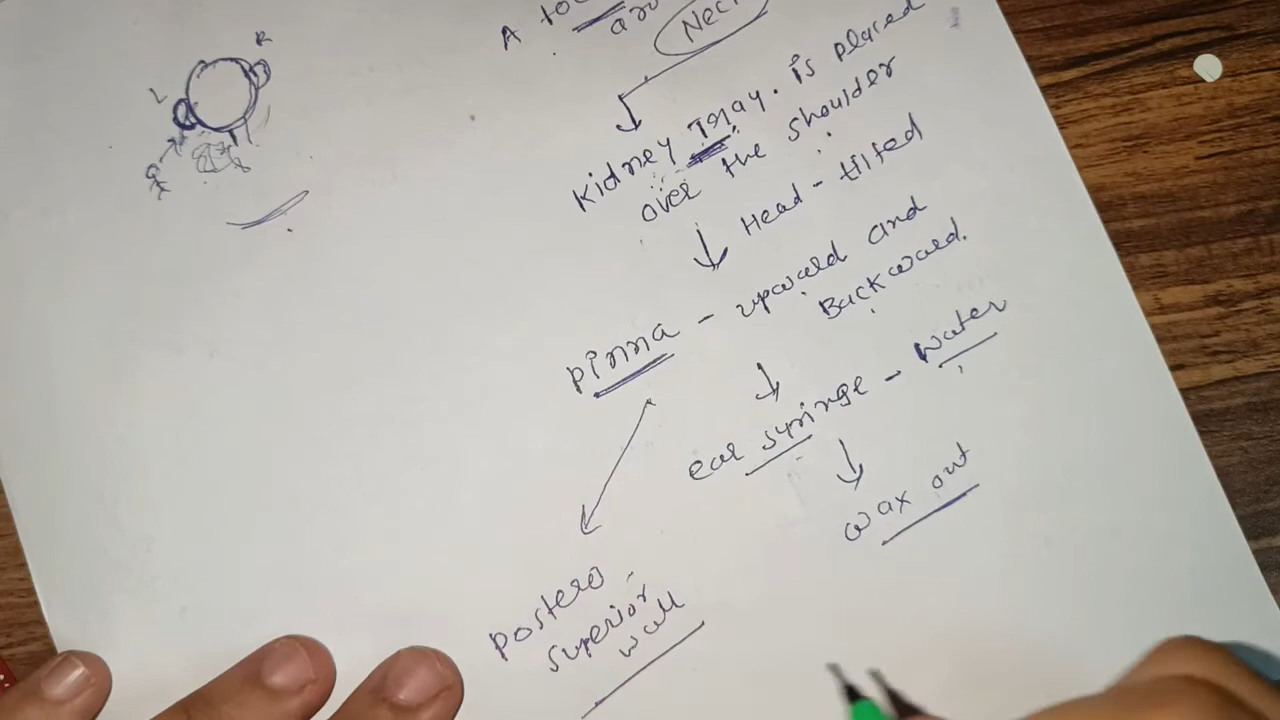 R
L
A
Kidney Tray. is placed
over the shoulder
Head - tilted
pinna - upward and
Backward.
ear syringe - water
wax out
Postero -
superior
wall